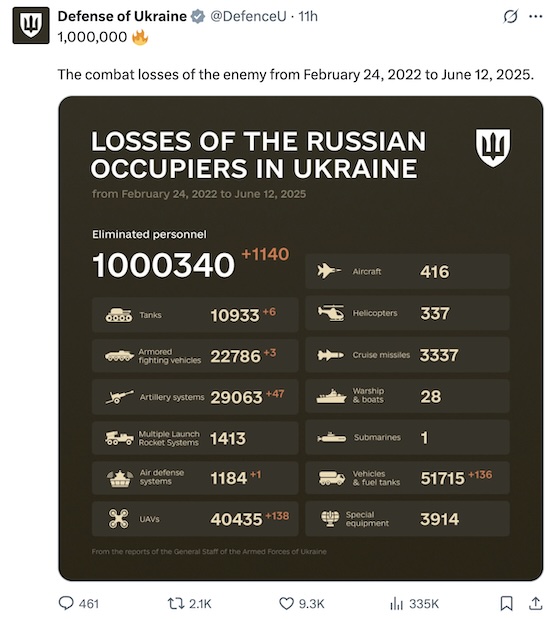 Defense of Ukraine @DefenceU · 11h
1,000,000 🔥
The combat losses of the enemy from February 24, 2022 to June 12, 2025.
LOSSES OF THE RUSSIAN
OCCUPIERS IN UKRAINE
from February 24, 2022 to June 12, 2025
Eliminated personnel
1000340 +1140
Tanks 10933 +6
Armored
fighting vehicles 22786 +3
Artillery systems 29063 +47
Multiple Launch
Rocket Systems 1413
Air defense
systems 1184 +1
UAVs 40435 +138
Aircraft 416
Helicopters 337
Cruise missiles 3337
Warship
& boats 28
Submarines 1
Vehicles
& fuel tanks 51715 +136
Special
equipment 3914
From the reports of the General Staff of the Armed Forces of Ukraine
461 2.1K 9.3K 335K